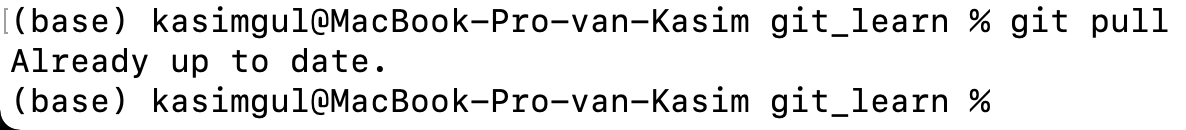 [(base) kasimgul@MacBook-Pro-van-Kasim git_learn % git pull
Already up to date.
(base) kasimgul@MacBook-Pro-van-Kasim git_learn %